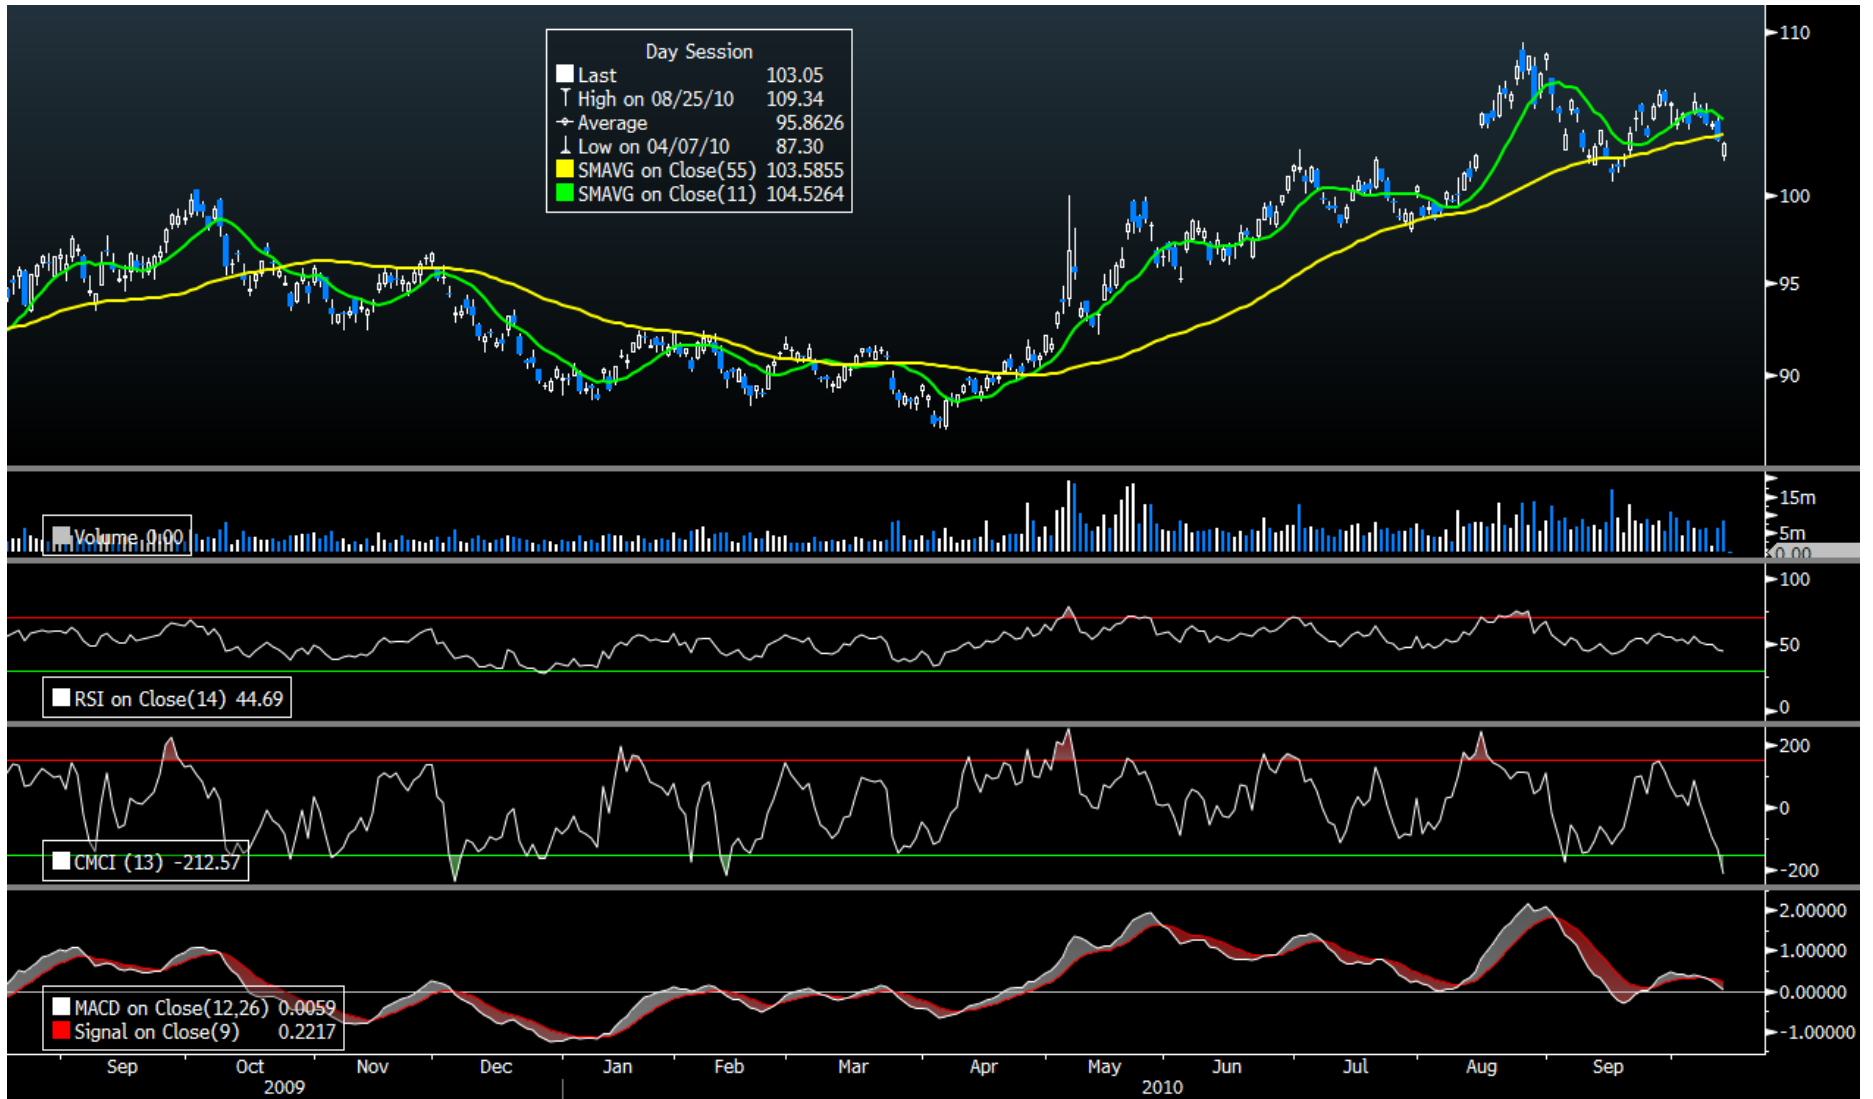 Day Session
Last 103.05
High on 08/25/10 109.34
Average 95.8626
Low on 04/07/10 87.30
SMAVG on Close(55) 103.5855
SMAVG on Close(11) 104.5264
110
100
95
90
Volume 0.00
15m
5m
0.00
RSI on Close(14) 44.69
100
50
0
CMCI (13) -212.57
200
0
-200
MACD on Close(12,26) 0.0059
Signal on Close(9) 0.2217
2.00000
1.00000
0.00000
-1.00000
Sep Oct Nov Dec Jan Feb Mar Apr May Jun Jul Aug Sep
2009 2010